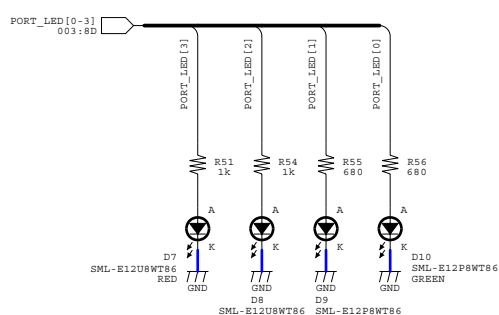 PORT_LED[0-3]
003:8D
PORT_LED[3]
PORT_LED[2]
PORT_LED[1]
PORT_LED[0]
R51
1k
R54
1k
R55
680
R56
680
A
A
A
A
K
K
K
K
D7
SML-E12U8WT86
RED
D10
SML-E12P8WT86
GREEN
GND
GND
GND
GND
D8
SML-E12U8WT86
D9
SML-E12P8WT86